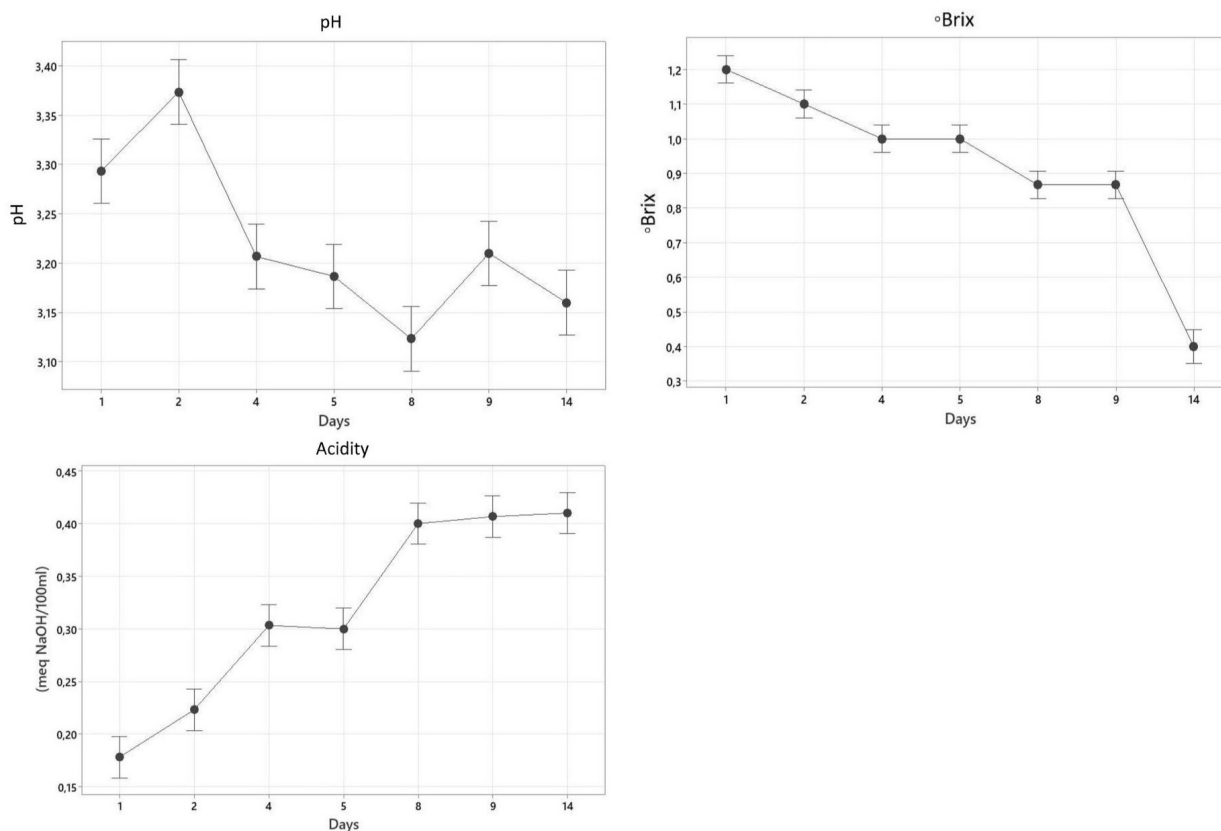 pH
3,40
3,35
3,30
3,25
3,20
3,15
3,10
pH
1 2 4 5 8 9 14
Days
◦Brix
1,2
1,1
1,0
0,9
0,8
0,7
0,6
0,5
0,4
0,3
◦Brix
1 2 4 5 8 9 14
Days
Acidity
0,45
0,40
0,35
0,30
0,25
0,20
0,15
(meq NaOH/100ml)
1 2 4 5 8 9 14
Days